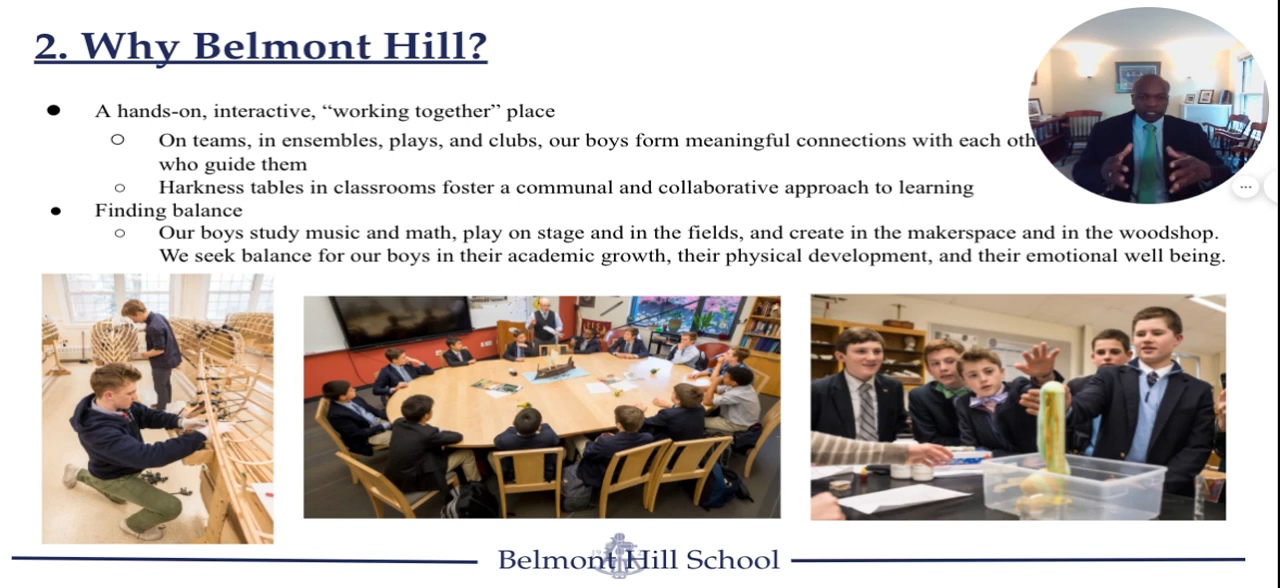 2. Why Belmont Hill?
● A hands-on, interactive, “working together” place
○ On teams, in ensembles, plays, and clubs, our boys form meaningful connections with each oth
who guide them
○ Harkness tables in classrooms foster a communal and collaborative approach to learning
● Finding balance
○ Our boys study music and math, play on stage and in the fields, and create in the makerspace and in the woodshop.
We seek balance for our boys in their academic growth, their physical development, and their emotional well being.
Belmont Hill School